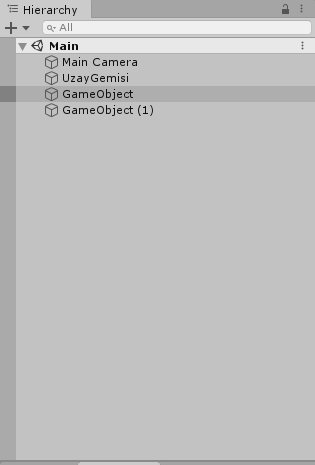 Hierarchy
All
Main
Main Camera
UzayGemisi
GameObject
GameObject (1)